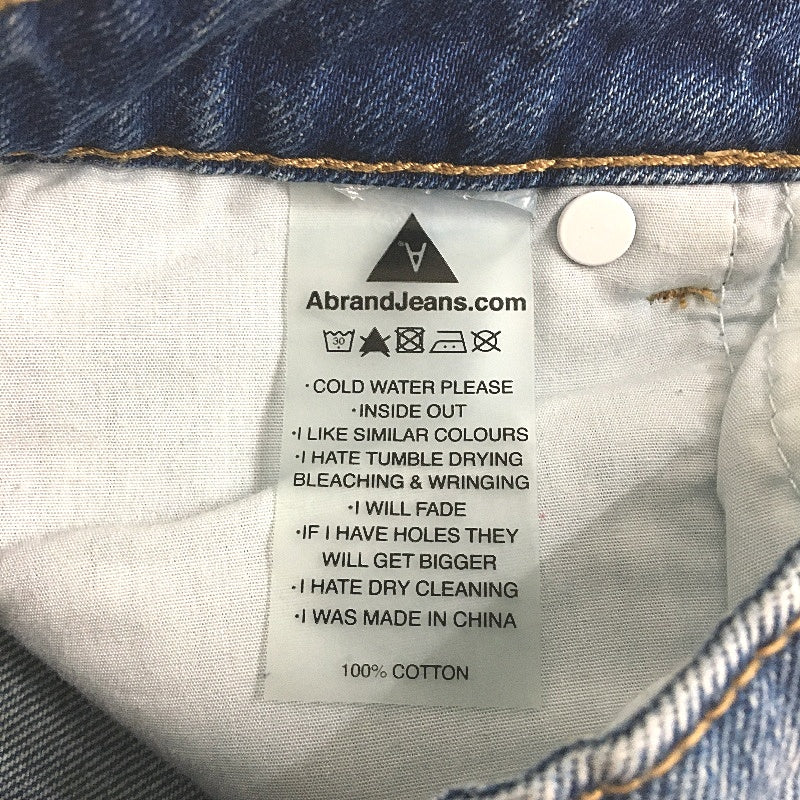 A
AbrandJeans.com
30
·COLD WATER PLEASE
·INSIDE OUT
·I LIKE SIMILAR COLOURS
·I HATE TUMBLE DRYING
BLEACHING & WRINGING
·I WILL FADE
·IF I HAVE HOLES THEY
WILL GET BIGGER
·I HATE DRY CLEANING
·I WAS MADE IN CHINA
100% COTTON